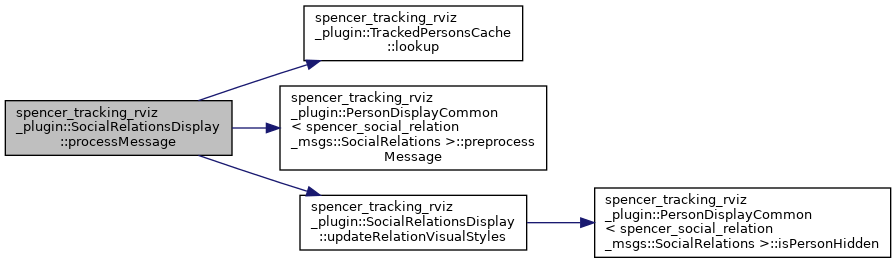 spencer_tracking_rviz
_plugin::TrackedPersonsCache
::lookup
spencer_tracking_rviz
_plugin::SocialRelationsDisplay
::processMessage
spencer_tracking_rviz
_plugin::PersonDisplayCommon
< spencer_social_relation
_msgs::SocialRelations >::preprocess
Message
spencer_tracking_rviz
_plugin::SocialRelationsDisplay
::updateRelationVisualStyles
spencer_tracking_rviz
_plugin::PersonDisplayCommon
< spencer_social_relation
_msgs::SocialRelations >::isPersonHidden